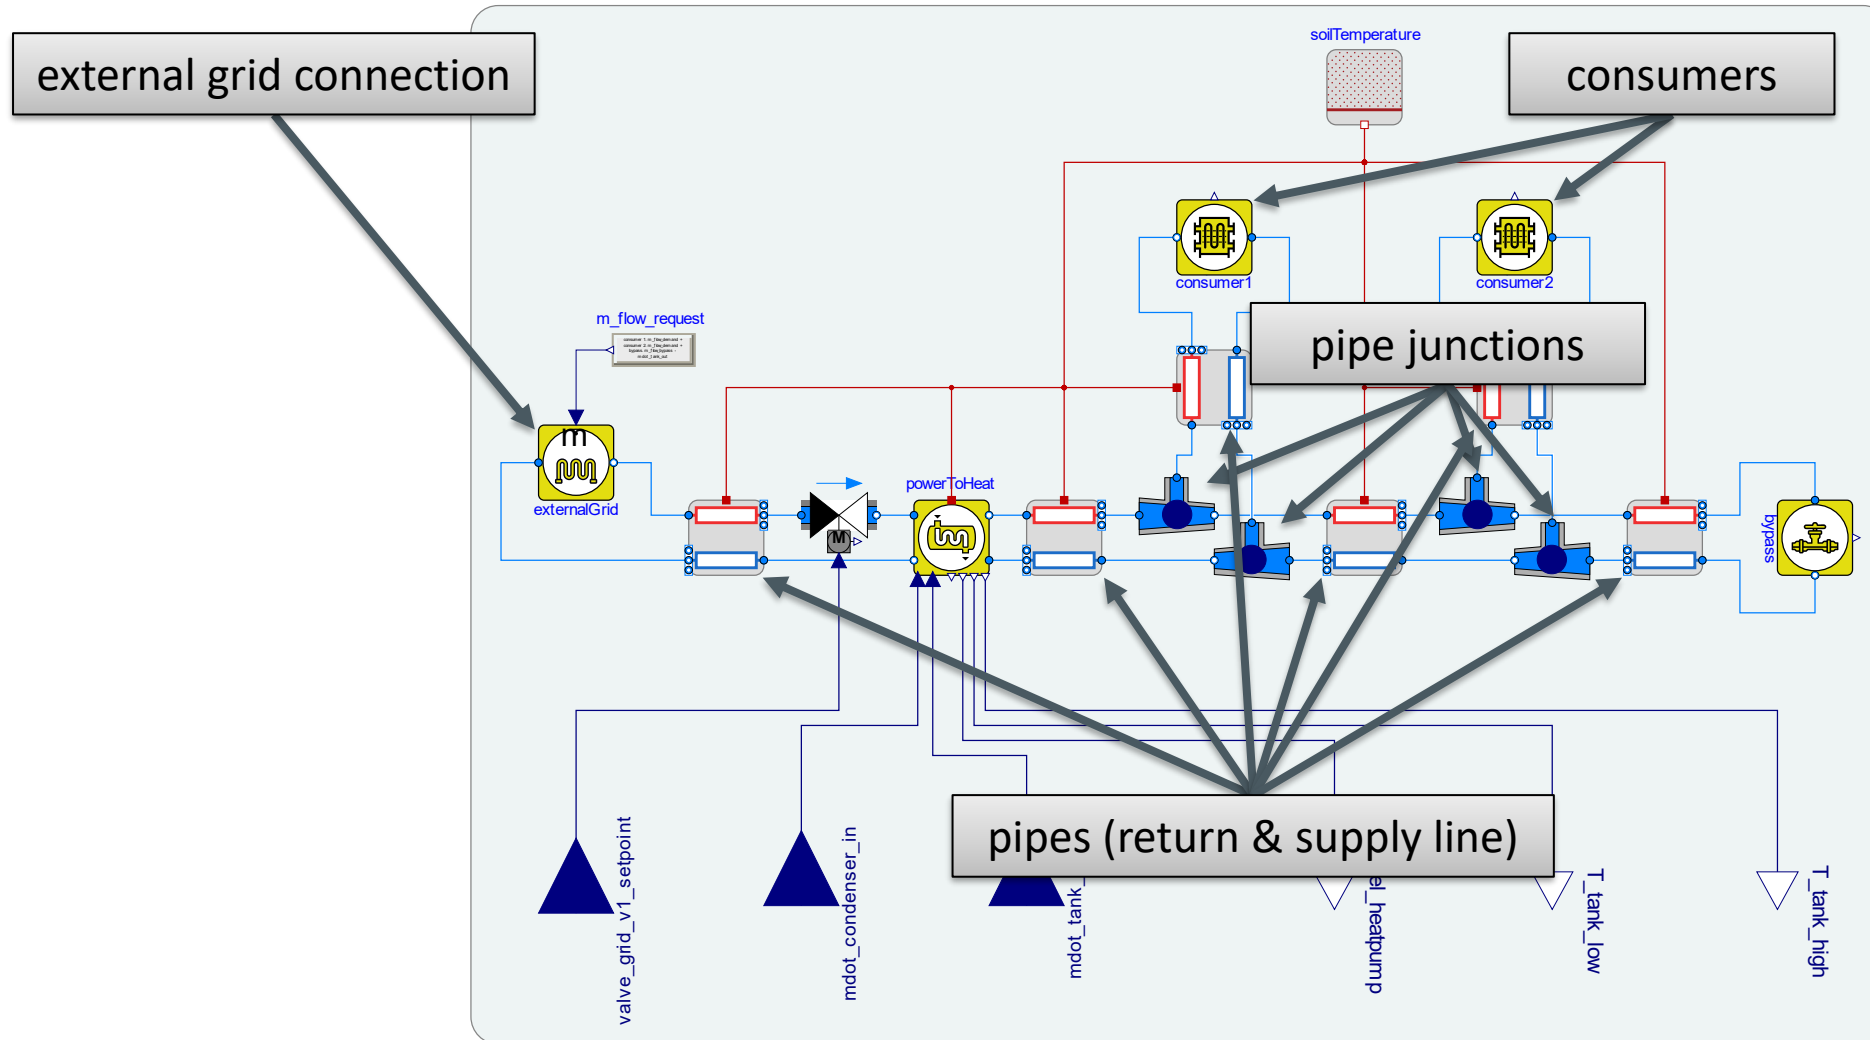 soilTemperature
external grid connection
consumers
consumer1
consumer2
m_flow_request
pipe junctions
m
externalGrid
powerToHeat
M
bypass
pipes (return & supply line)
valve_grid_v1_setpoint
mdot_condenser_in
mdot_tank_
el_heatpump
T_tank_low
T_tank_high